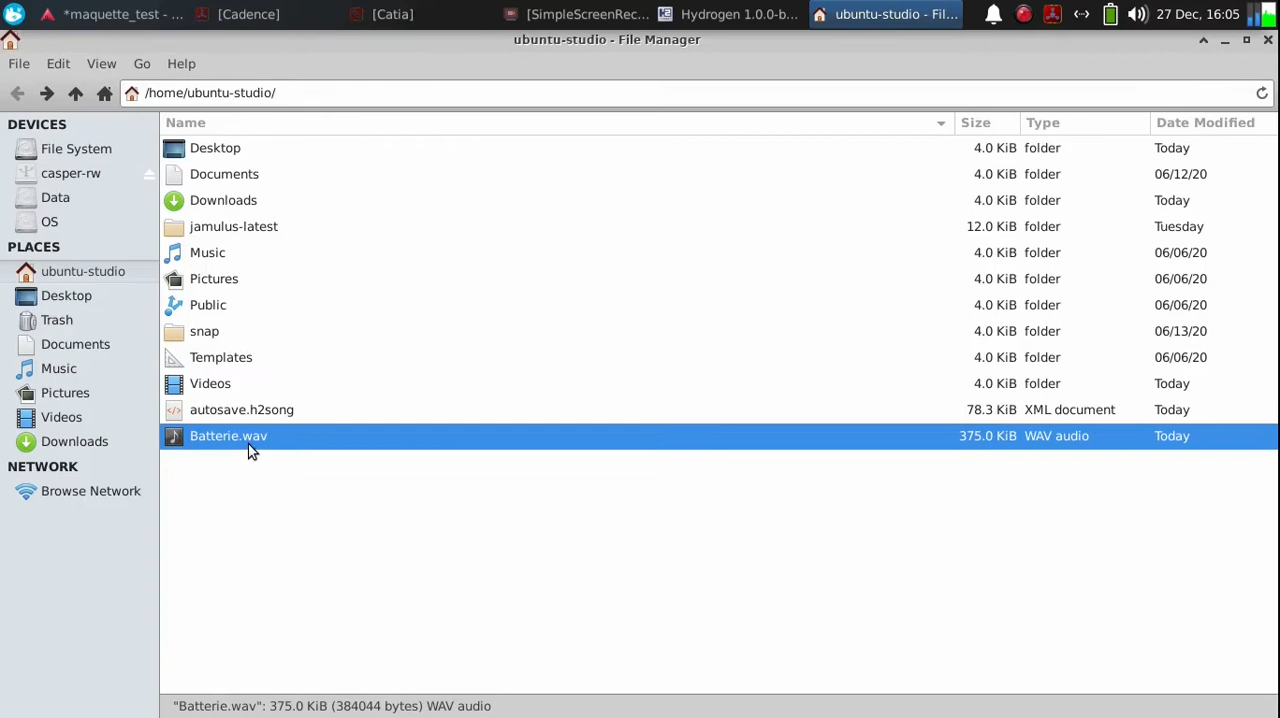 *maquette_test - ... [Cadence] [Catia] [SimpleScreenRec... Hydrogen 1.0.0-b... ubuntu-studio - Fil... 27 Dec, 16:05
ubuntu-studio - File Manager
File Edit View Go Help
/home/ubuntu-studio/
DEVICES
File System
casper-rw
Data
OS
PLACES
ubuntu-studio
Desktop
Trash
Documents
Music
Pictures
Videos
Downloads
NETWORK
Browse Network
Name Size Type Date Modified
Desktop 4.0 KiB folder Today
Documents 4.0 KiB folder 06/12/20
Downloads 4.0 KiB folder Today
jamulus-latest 12.0 KiB folder Tuesday
Music 4.0 KiB folder 06/06/20
Pictures 4.0 KiB folder 06/06/20
Public 4.0 KiB folder 06/06/20
snap 4.0 KiB folder 06/13/20
Templates 4.0 KiB folder 06/06/20
Videos 4.0 KiB folder Today
autosave.h2song 78.3 KiB XML document Today
Batterie.wav 375.0 KiB WAV audio Today
"Batterie.wav": 375.0 KiB (384044 bytes) WAV audio